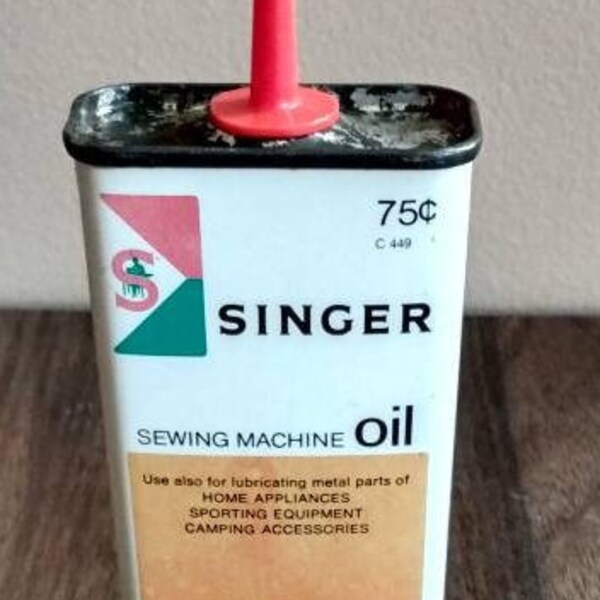 75¢
C 449
S
SINGER
SEWING MACHINE oil
Use also for lubricating metal parts of
HOME APPLIANCES
SPORTING EQUIPMENT
CAMPING ACCESSORIES